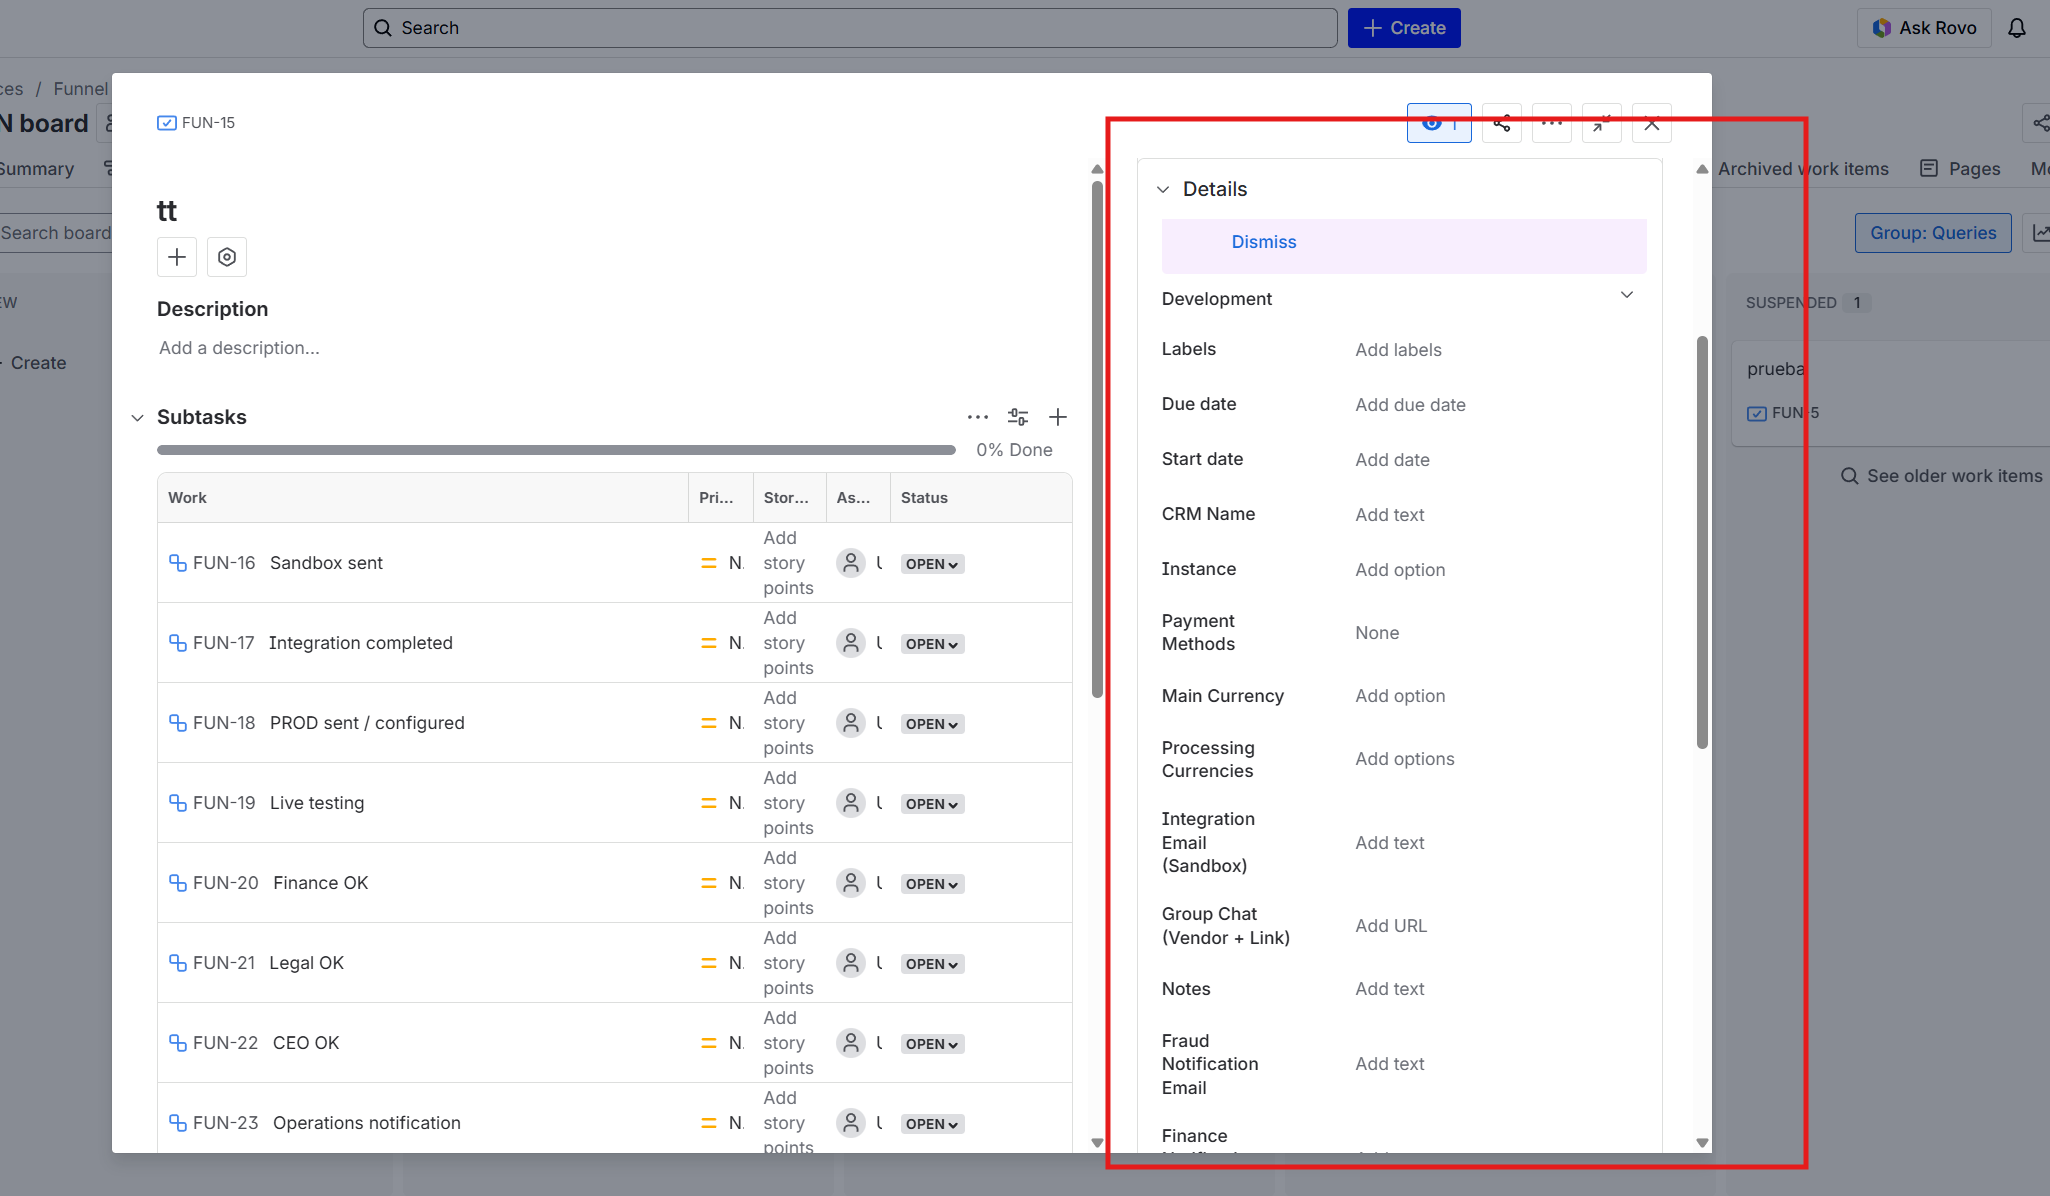 Search
Create
Ask Rovo
ces / Funnel
N board
FUN-15
1
Summary
Archived work items
Pages
Details
tt
Search board
Dismiss
Group: Queries
Description
Development
EW
SUSPENDED 1
Add a description...
Labels
Add labels
Create
prueba
Subtasks
Due date
Add due date
FUN-5
0% Done
Start date
Add date
See older work items
Work
Pri...
Stor...
As...
Status
CRM Name
Add text
FUN-16 Sandbox sent
N.
Add
story
points
U
OPEN
Instance
Add option
FUN-17 Integration completed
N.
Add
story
points
U
OPEN
Payment
Methods
None
FUN-18 PROD sent / configured
N.
Add
story
points
U
OPEN
Main Currency
Add option
FUN-19 Live testing
N.
Add
story
points
U
OPEN
Processing
Currencies
Add options
FUN-20 Finance OK
N.
Add
story
points
U
OPEN
Integration
Email
(Sandbox)
Add text
FUN-21 Legal OK
N.
Add
story
points
U
OPEN
Group Chat
(Vendor + Link)
Add URL
FUN-22 CEO OK
N.
Add
story
points
U
OPEN
Notes
Add text
FUN-23 Operations notification
N.
Add
story
points
U
OPEN
Fraud
Notification
Email
Add text
Finance